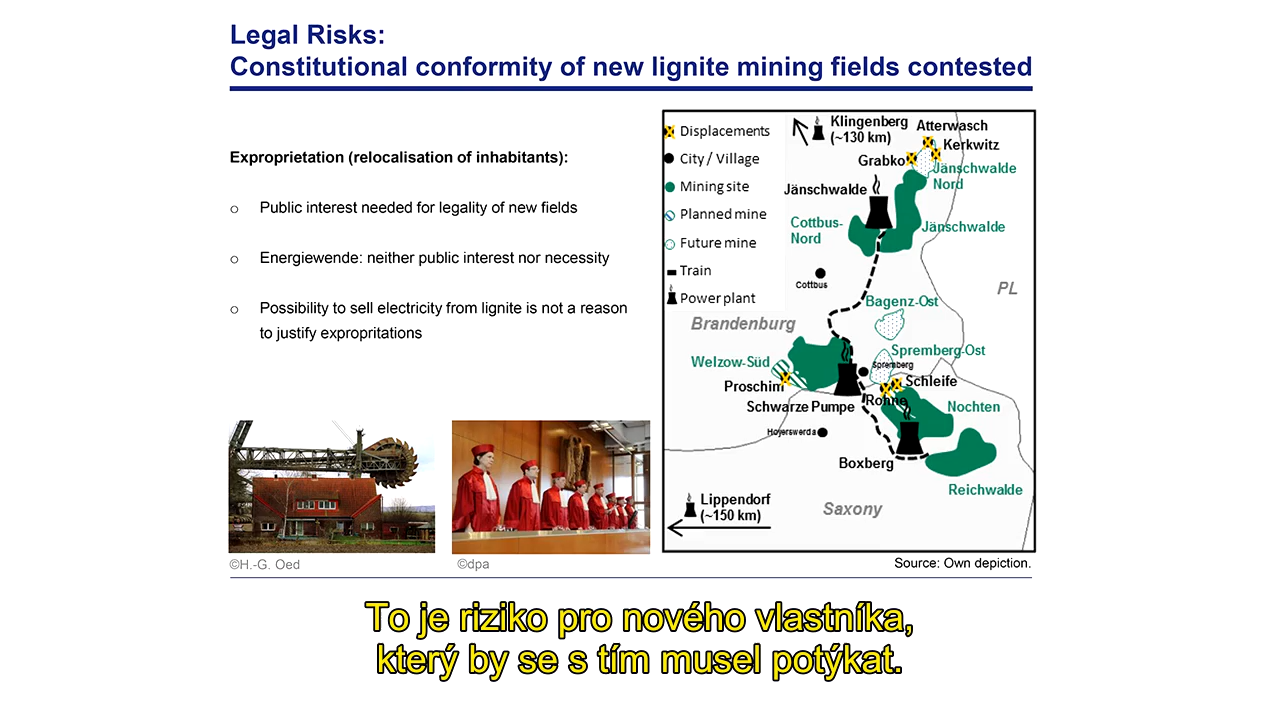 Legal Risks:
Constitutional conformity of new lignite mining fields contested
Exproprietation (relocalisation of inhabitants):
o Public interest needed for legality of new fields
o Energiewende: neither public interest nor necessity
o Possibility to sell electricity from lignite is not a reason
to justify expropritations
©H.-G. Oed
©dpa
Displacements
City / Village
Mining site
Planned mine
Future mine
Train
Power plant
Klingenberg
(~130 km)
Atterwasch
Kerkwitz
Grabko
Jänschwalde
Nord
Jänschwalde
Cottbus-
Nord
Jänschwalde
Cottbus
PL
Bagenz-Ost
Brandenburg
Spremberg-Ost
Welzow-Süd
Spremberg
Schleife
Proschim
Rohne
Schwarze Pumpe
Nochten
Hoyerswerda
Boxberg
Reichwalde
Lippendorf
(~150 km)
Saxony
Source: Own depiction.
To je riziko pro nového vlastníka,
který by se s tím musel potýkat.